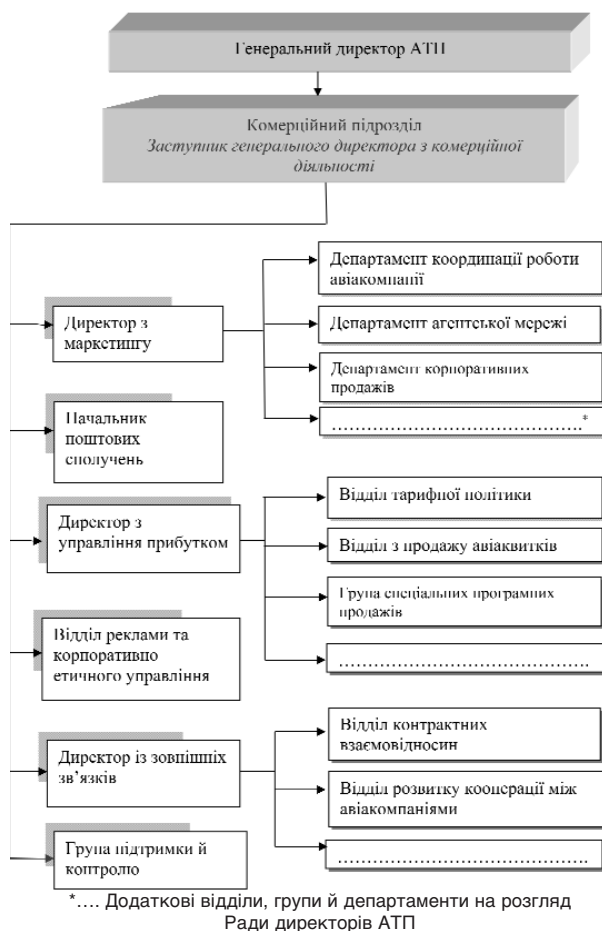 Генеральний директор АТП
Комерційний підрозділ
Заступник генерального директора з комерційної
діяльності
Директор з
маркетингу
Департамент координації роботи
авіакомпанії
Департамент агентської мережі
Департамент корпоративних
продажів
……………………………………….*
Начальник
поштових
сполучень
Директор з
управління прибутком
Відділ тарифної політики
Відділ з продажу авіаквитків
Група спеціальних програмних
продажів
……………………………………….
Відділ реклами та
корпоративно
етичного управління
Директор із зовнішніх
зв’язків
Відділ контрактних
взаємовідносин
Відділ розвитку кооперації між
авіакомпаніями
……………………………………….
Група підтримки й
контролю
*…. Додаткові відділи, групи й департаменти на розгляд
Ради директорів АТП